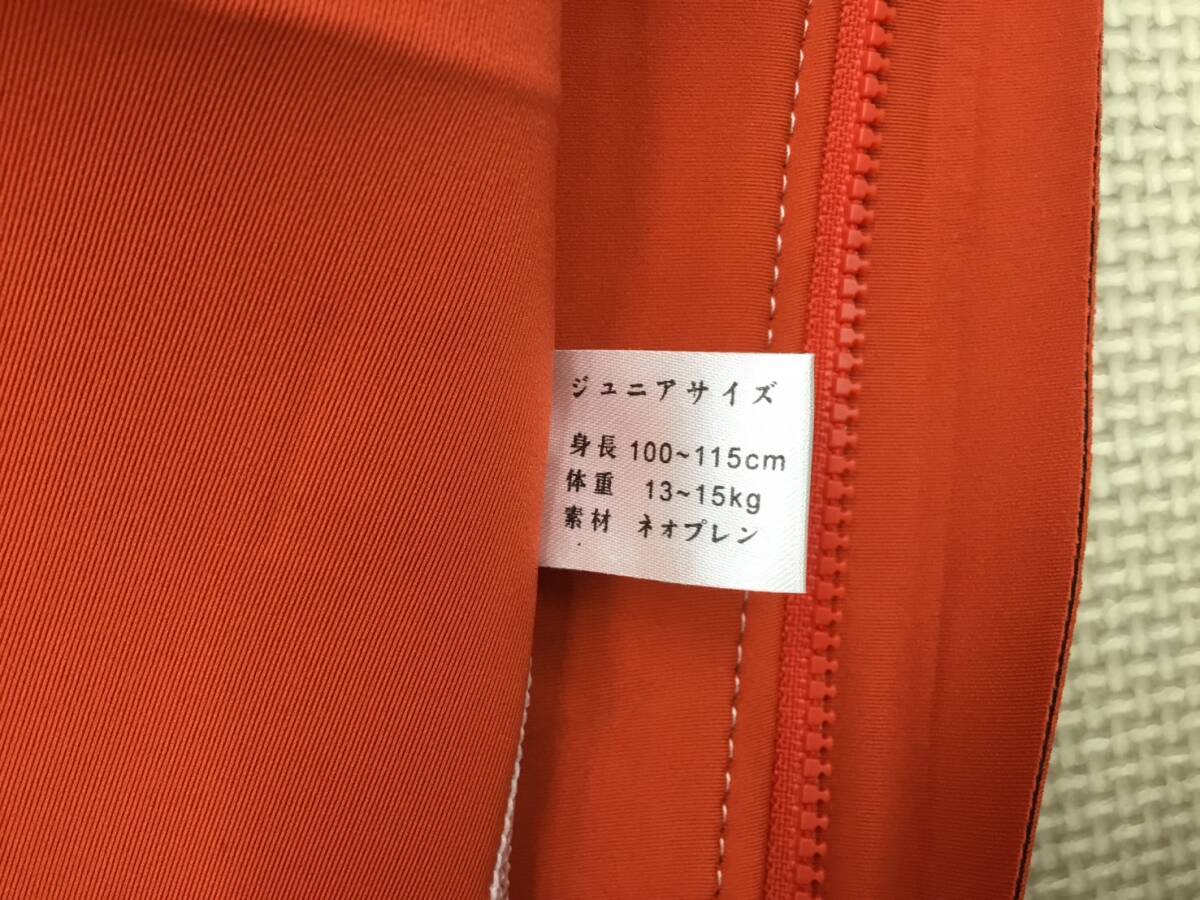 ジュニアサイズ
身長 100~115cm
体重 13~15kg
素材 ネオプレン